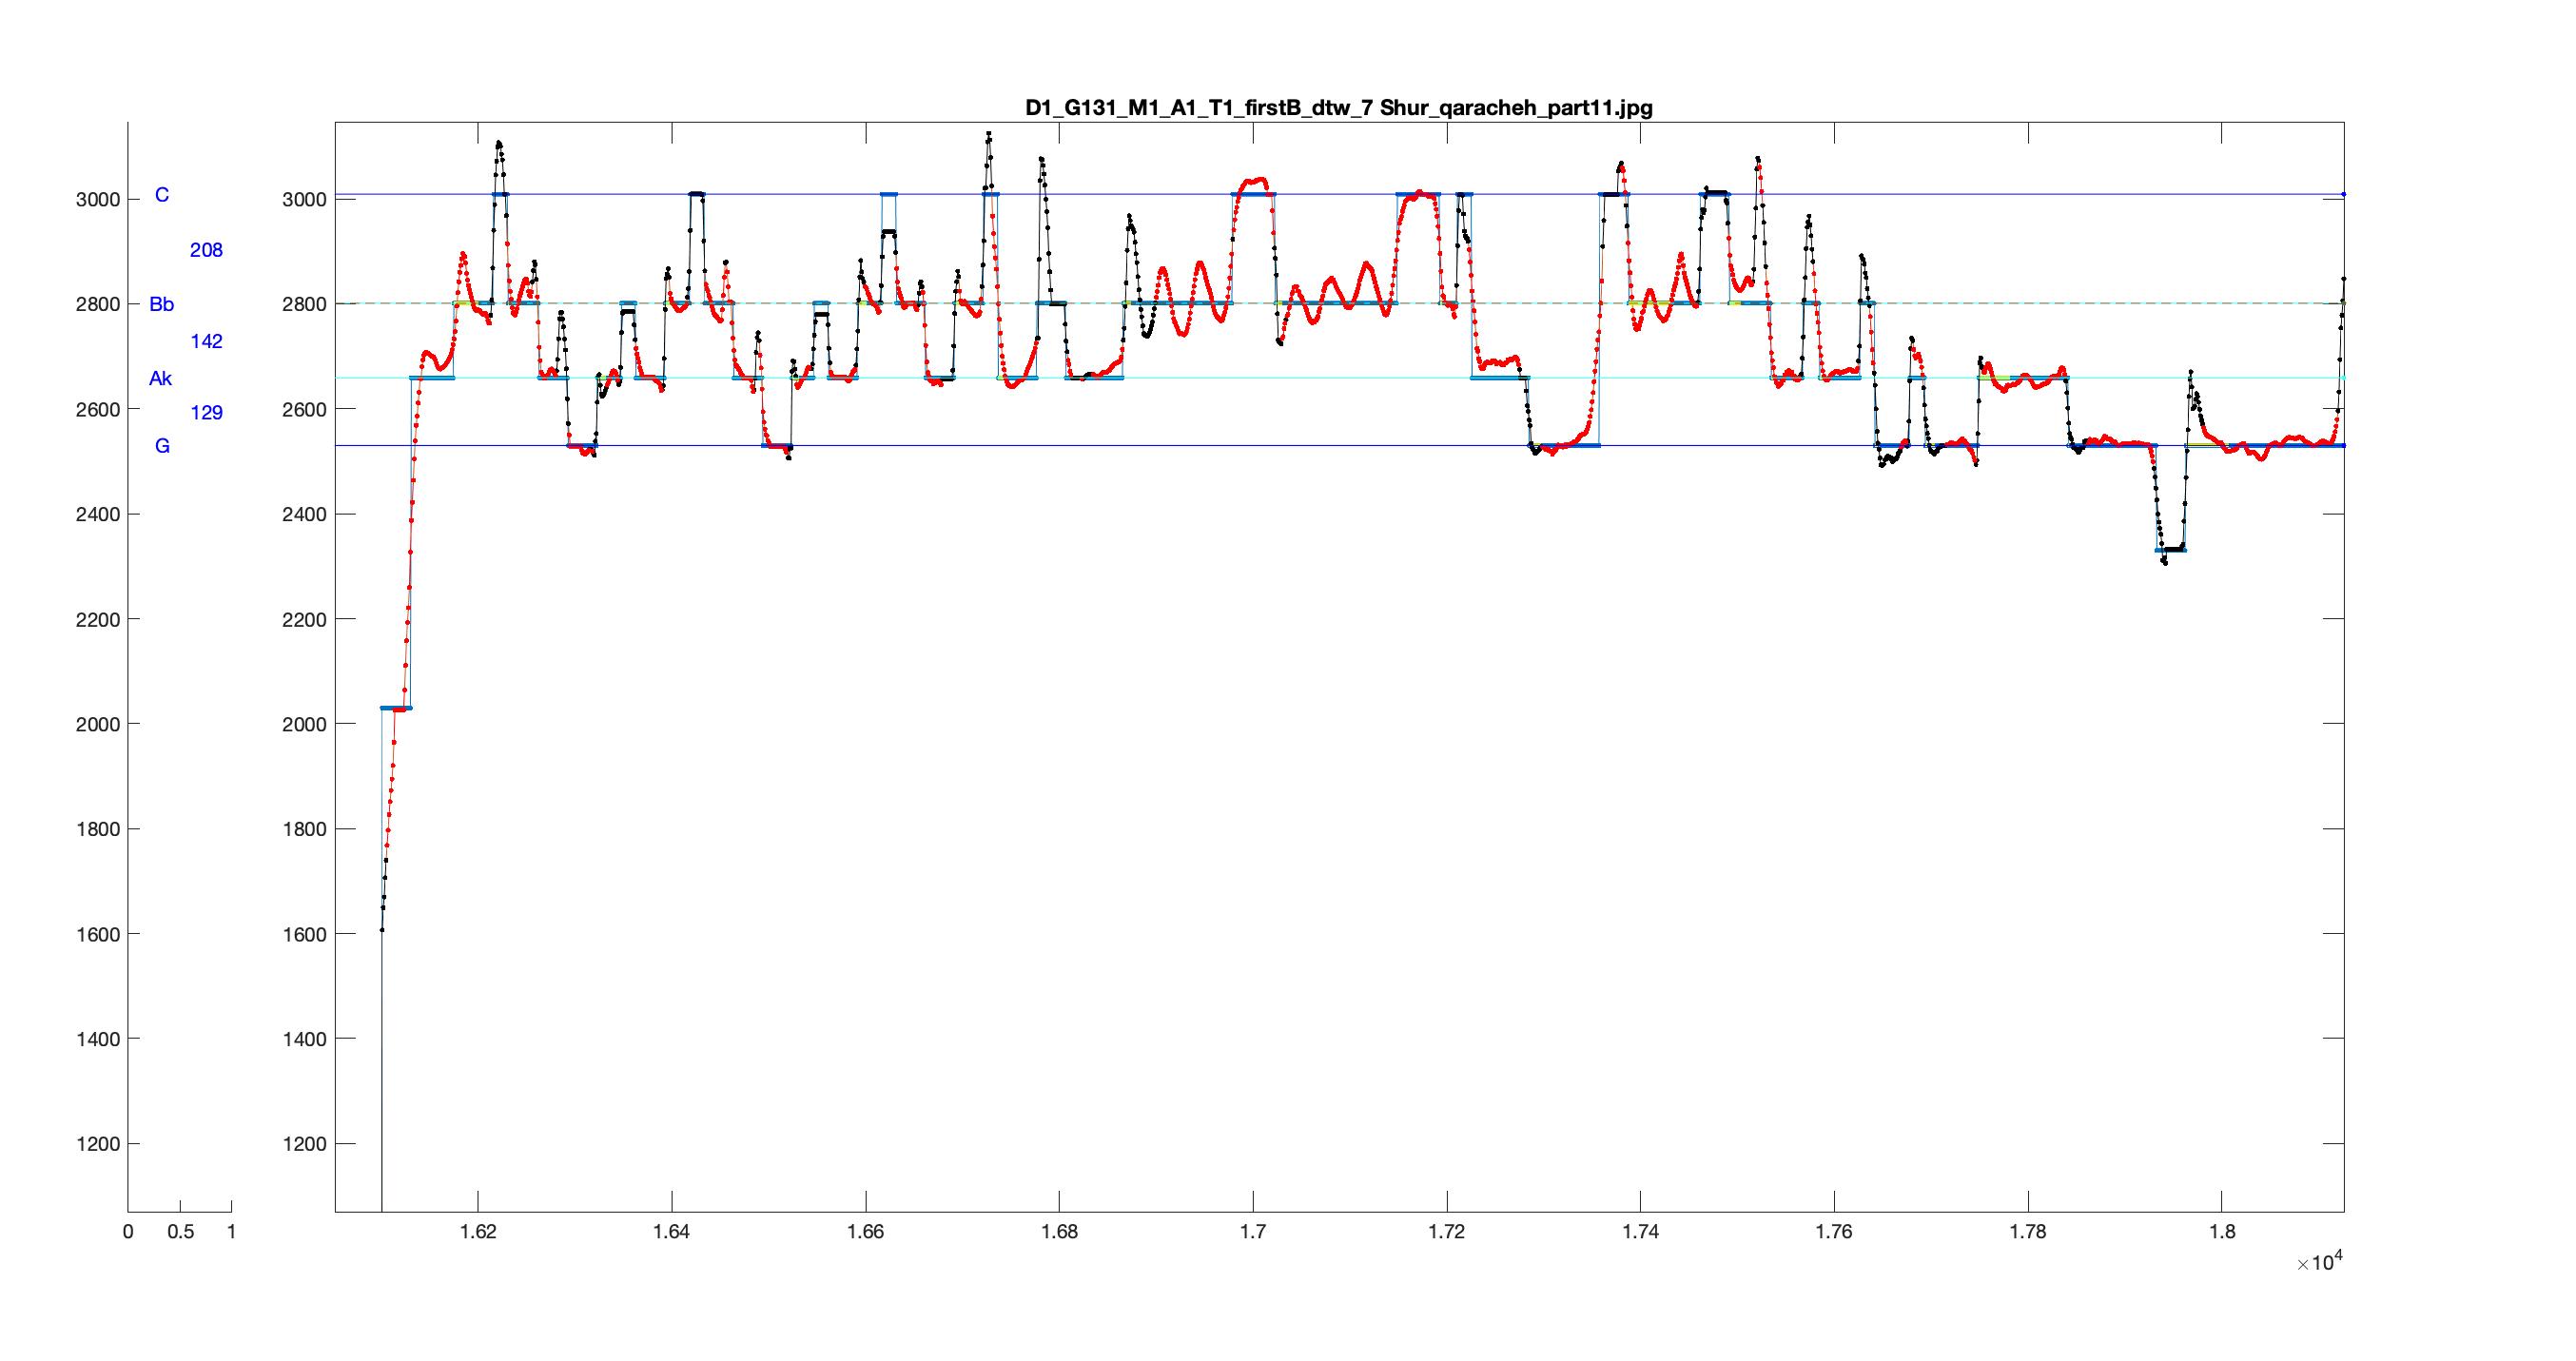 D1_G131_M1_A1_T1_firstB_dtw_7 Shur_qaracheh_part11.jpg
3000 C 3000
208
2800 Bb 2800
142
Ak
2600 2600
129
G
2400 2400
2200 2200
2000 2000
1800 1800
1600 1600
1400 1400
1200 1200
0 0.5 1 1.62 1.64 1.66 1.68 1.7 1.72 1.74 1.76 1.78 1.8
×10^4